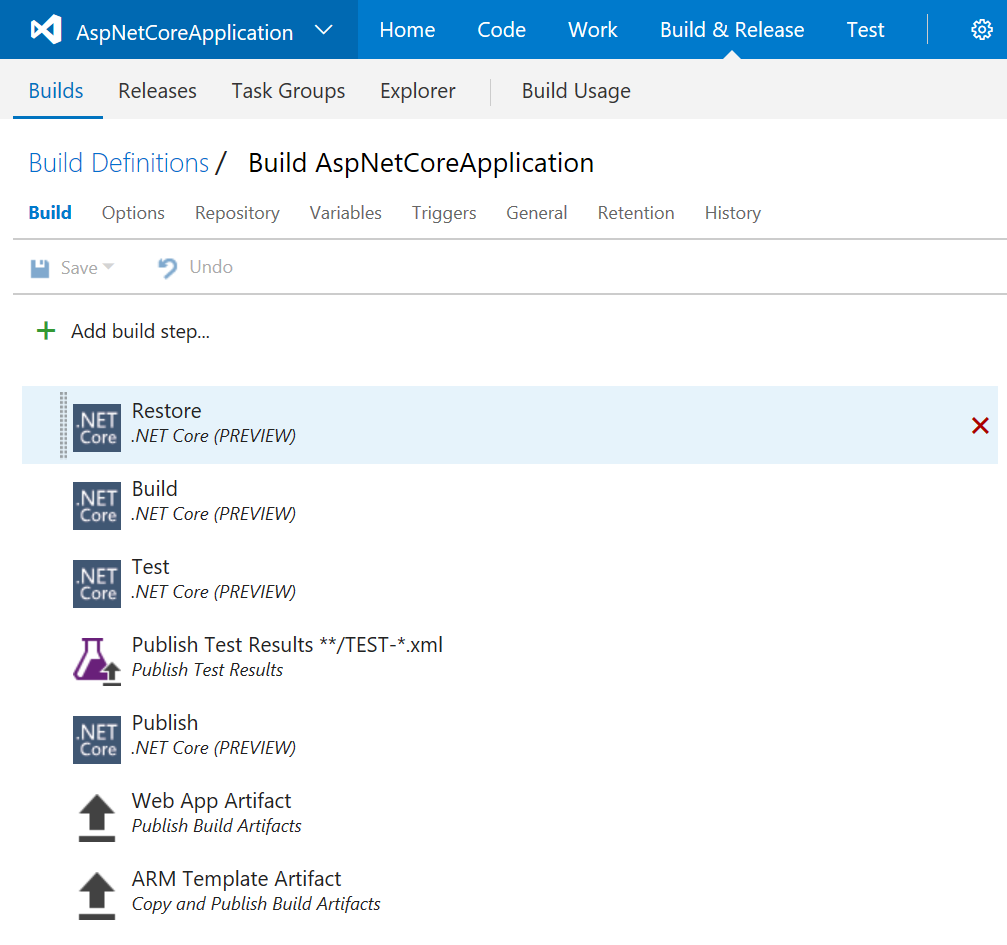 AspNetCoreApplication Home Code Work Build & Release Test
Builds Releases Task Groups Explorer Build Usage
Build Definitions / Build AspNetCoreApplication
Build Options Repository Variables Triggers General Retention History
Save Undo
Add build step...
.NET Core Restore
.NET Core (PREVIEW)
.NET Core Build
.NET Core (PREVIEW)
.NET Core Test
.NET Core (PREVIEW)
Publish Test Results **/TEST-*.xml
Publish Test Results
.NET Core Publish
.NET Core (PREVIEW)
Web App Artifact
Publish Build Artifacts
ARM Template Artifact
Copy and Publish Build Artifacts